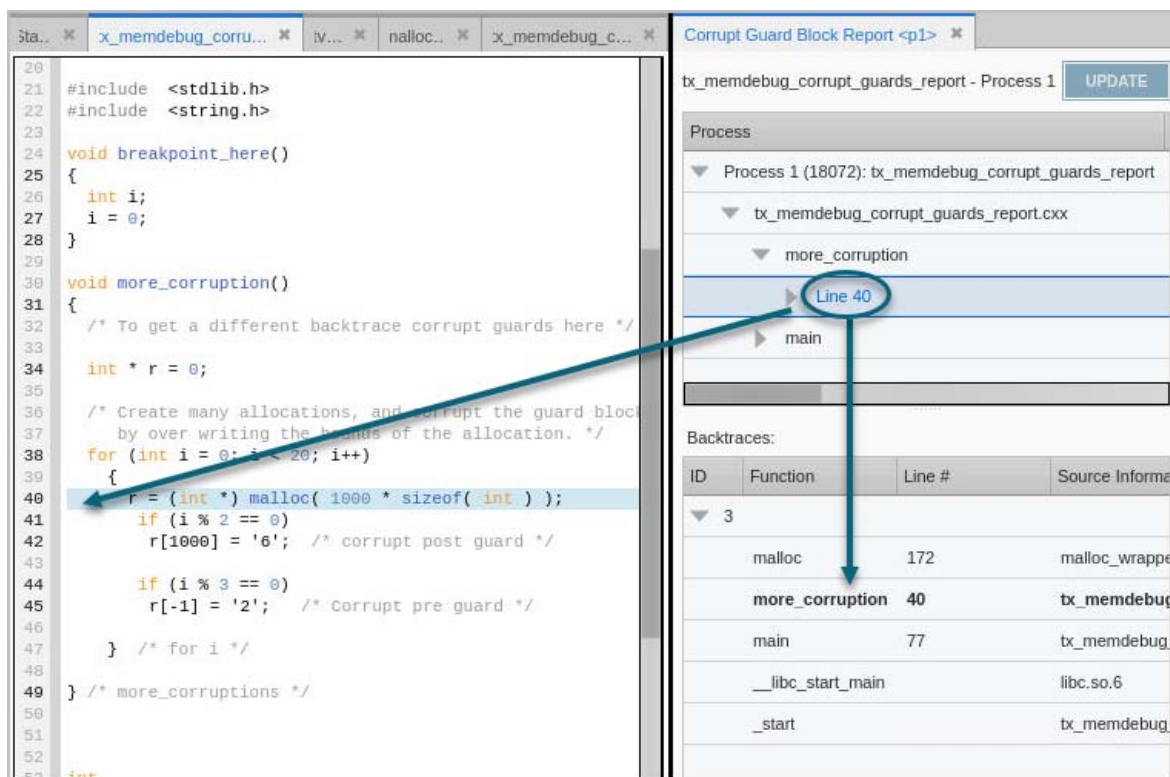 Sta..
x_memdebug_corru...
:v...
nalloc..
x_memdebug_c...
20
21 #include <stdlib.h>
22 #include <string.h>
23
24 void breakpoint_here()
25 {
26 int i;
27 i = 0;
28 }
29
30 void more_corruption()
31 {
32 /* To get a different backtrace corrupt guards here */
33
34 int * r = 0;
35
36 /* Create many allocations, and corrupt the guard bloc
37 by over writing the bounds of the allocation. */
38 for (int i = 0; i < 20; i++)
39 {
40 r = (int *) malloc( 1000 * sizeof( int ) );
41 if (i % 2 == 0)
42 r[1000] = '6'; /* corrupt post guard */
43
44 if (i % 3 == 0)
45 r[-1] = '2'; /* Corrupt pre guard */
46
47 } /* for i */
48
49 } /* more_corruptions */
50
51
52
int
Corrupt Guard Block Report <p1>
tx_memdebug_corrupt_guards_report - Process 1 UPDATE
Process
Process 1 (18072): tx_memdebug_corrupt_guards_report
tx_memdebug_corrupt_guards_report.cxx
more_corruption
Line 40
main
Backtraces:
ID Function Line # Source Informa
3
malloc 172 malloc_wrappe
more_corruption 40 tx_memdebug
main 77 tx_memdebug_
__libc_start_main libc.so.6
_start tx_memdebug_